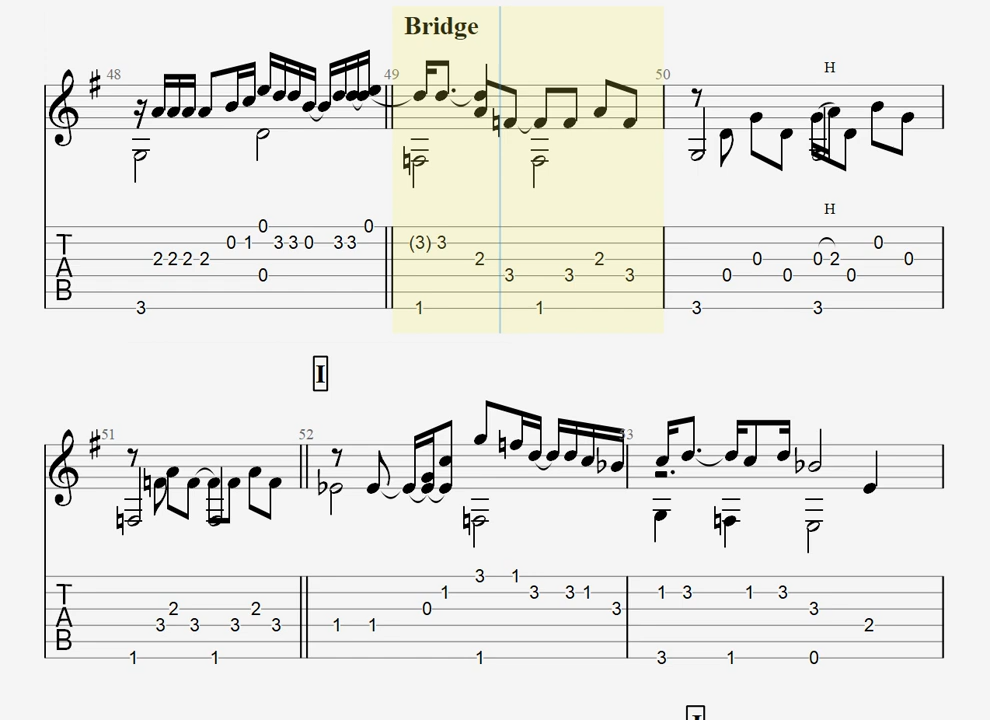 Bridge
48 49 50 H
H
T A B
0 0
0 1 3 3 0 3 3 (3) 3 0
2 2 2 2 2 2 0 0 2 0
0 3 3 3 0 0 0
3 1 1 3 3
I
51 52 53
T A B
3 1
1 3 3 1 1 3 1 3
2 2 0 3 3
3 3 3 3 1 1 2
1 1 1 3 1 0
I